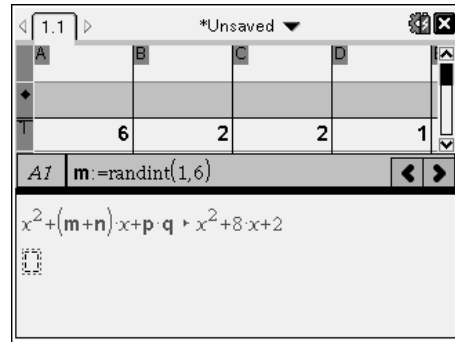 1.1 *Unsaved
A B C D
6 2 2 1
A1 m:=randint(1,6)
x²+(m+n)·x+p·q ▸ x²+8·x+2